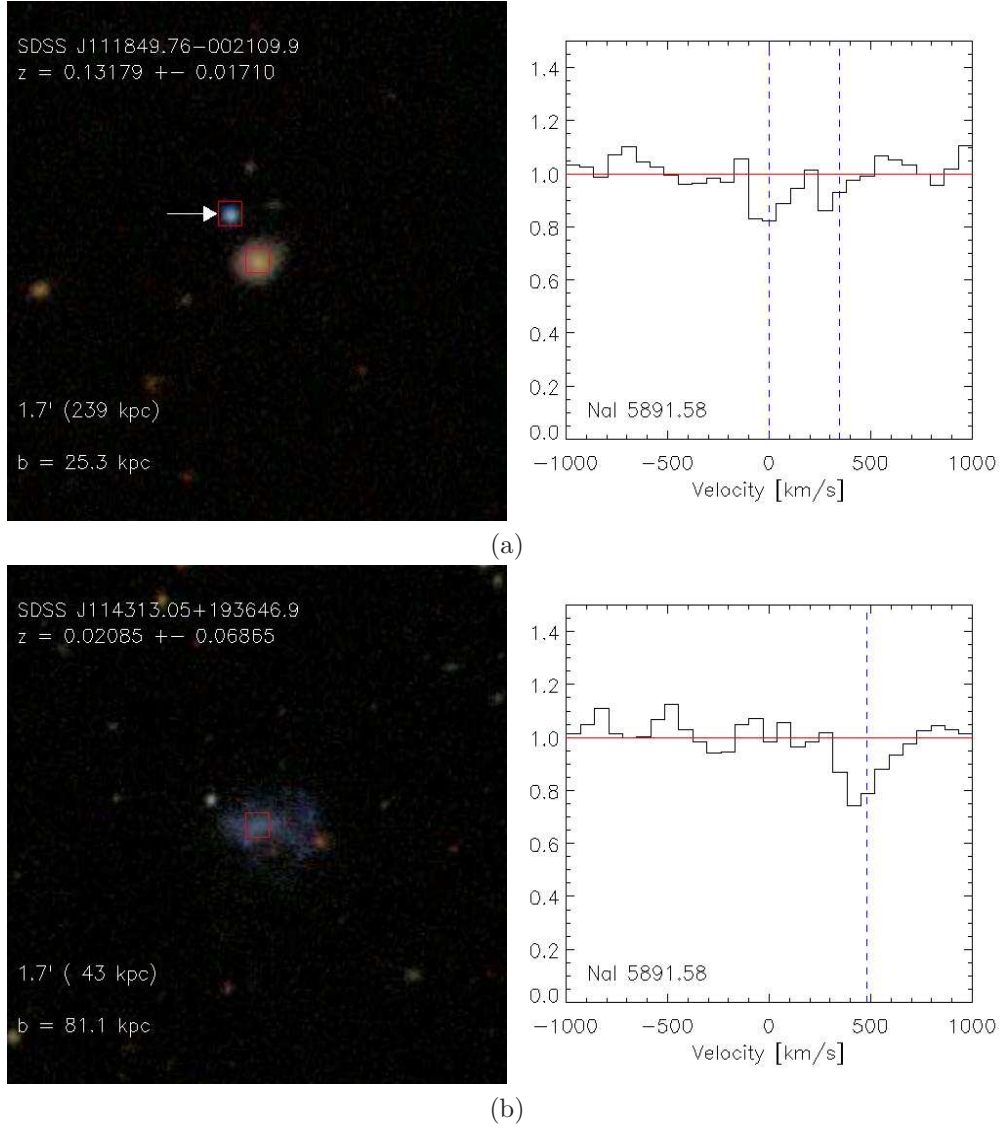 SDSS J111849.76−002109.9
z = 0.13179 +− 0.01710
1.7' (239 kpc)
b = 25.3 kpc
1.4
1.2
1.0
0.8
0.6
0.4
0.2
0.0
NaI 5891.58
−1000 −500 0 500 1000
Velocity [km/s]
(a)
SDSS J114313.05+193646.9
z = 0.02085 +− 0.06865
1.7' ( 43 kpc)
b = 81.1 kpc
1.4
1.2
1.0
0.8
0.6
0.4
0.2
0.0
NaI 5891.58
−1000 −500 0 500 1000
Velocity [km/s]
(b)